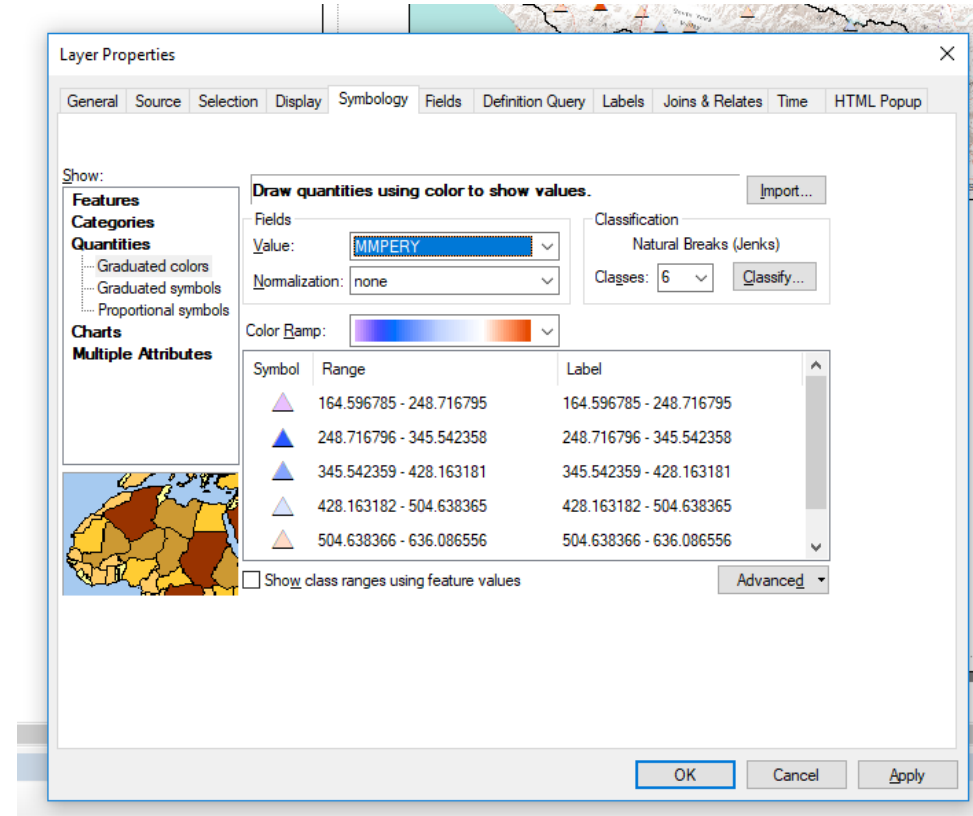 Layer Properties
General Source Selection Display Symbology Fields Definition Query Labels Joins & Relates Time HTML Popup
Show:
Features
Categories
Quantities
Graduated colors
Graduated symbols
Proportional symbols
Charts
Multiple Attributes
Draw quantities using color to show values.
Import...
Fields
Value: MMPERY
Normalization: none
Classification
Natural Breaks (Jenks)
Classes: 6 Classify...
Color Ramp:
Symbol Range Label
164.596785 - 248.716795 164.596785 - 248.716795
248.716796 - 345.542358 248.716796 - 345.542358
345.542359 - 428.163181 345.542359 - 428.163181
428.163182 - 504.638365 428.163182 - 504.638365
504.638366 - 636.086556 504.638366 - 636.086556
Show class ranges using feature values
Advanced
OK Cancel Apply